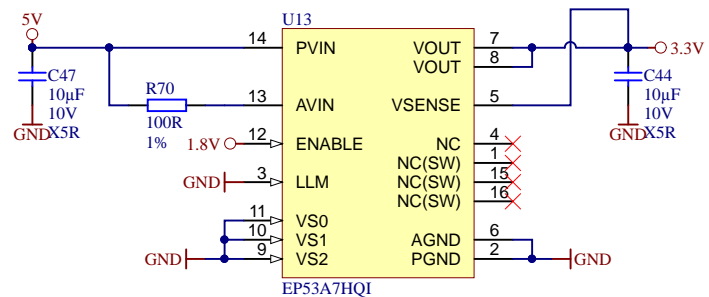 5V
U13
14 PVIN
VOUT 7
VOUT 8
3.3V
C47
10µF
10V
X5R
GND
R70
100R
1%
13 AVIN
VSENSE 5
C44
10µF
10V
X5R
GND
1.8V
12 ENABLE
NC 4
NC(SW) 1
GND
3 LLM
NC(SW) 15
NC(SW) 16
11 VS0
10 VS1
AGND 6
GND
9 VS2
PGND 2
GND
EP53A7HQI